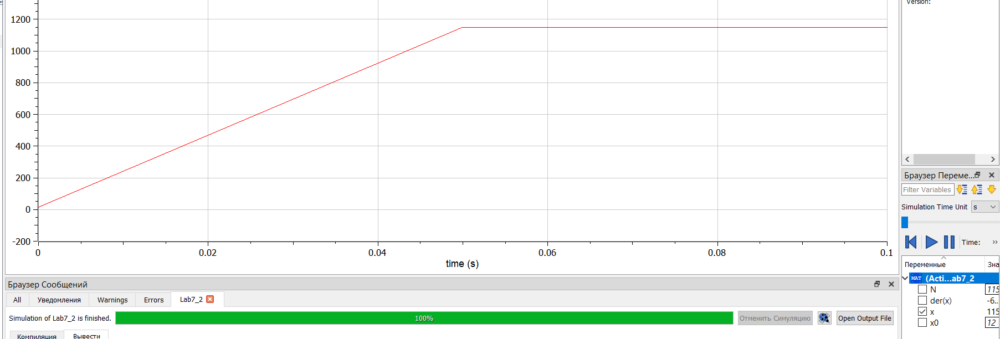 Version:
1200
1000
800
600
400
200
0
-200
0 0.02 0.04 0.06 0.08 0.1
time (s)
Браузер Переме...
Filter Variables
Simulation Time Unit s
Time: »
Переменные Зна
(Acti...ab7_2
N 115
der(x) -6...
x 115
x0 12
Браузер Сообщений
All Уведомления Warnings Errors Lab7_2
Simulation of Lab7_2 is finished. 100% Отменить Симуляцию Open Output File
Компиляция Вывести